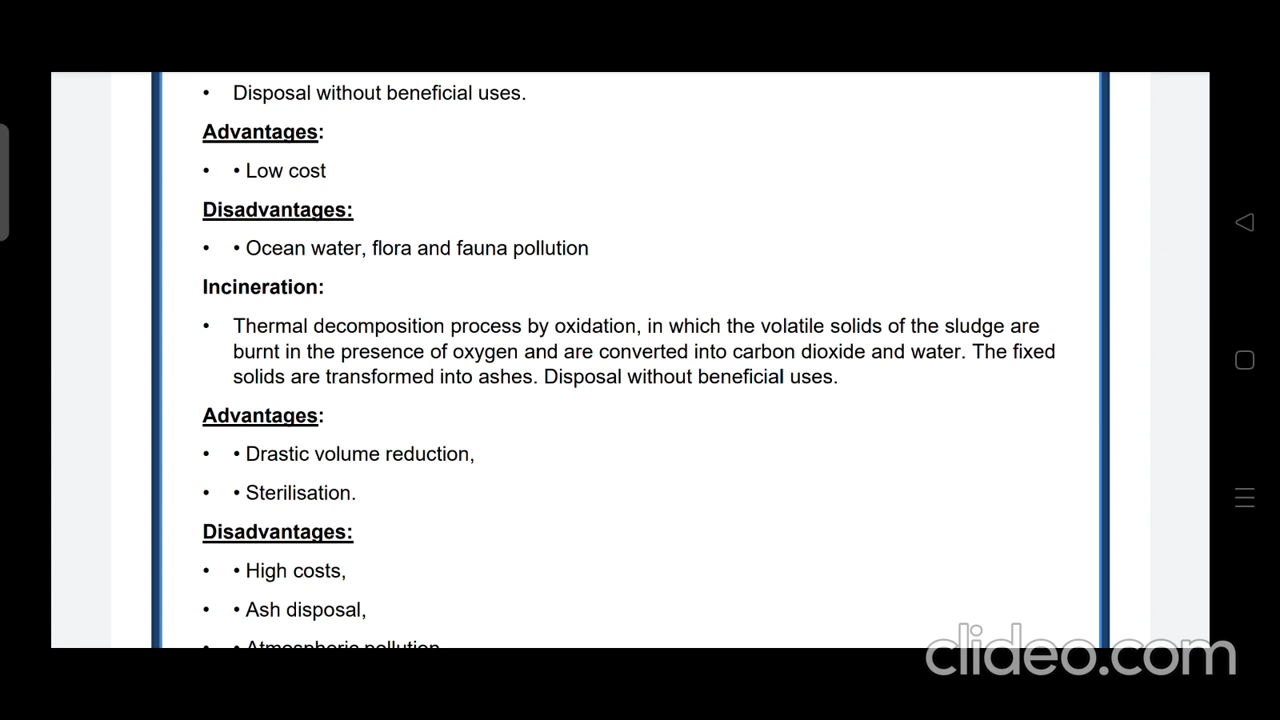 • Disposal without beneficial uses.
Advantages:
• • Low cost
Disadvantages:
• • Ocean water, flora and fauna pollution
Incineration:
• Thermal decomposition process by oxidation, in which the volatile solids of the sludge are
burnt in the presence of oxygen and are converted into carbon dioxide and water. The fixed
solids are transformed into ashes. Disposal without beneficial uses.
Advantages:
• • Drastic volume reduction,
• • Sterilisation.
Disadvantages:
• • High costs,
• • Ash disposal,
• • Atmospheric pollution
clideo.com